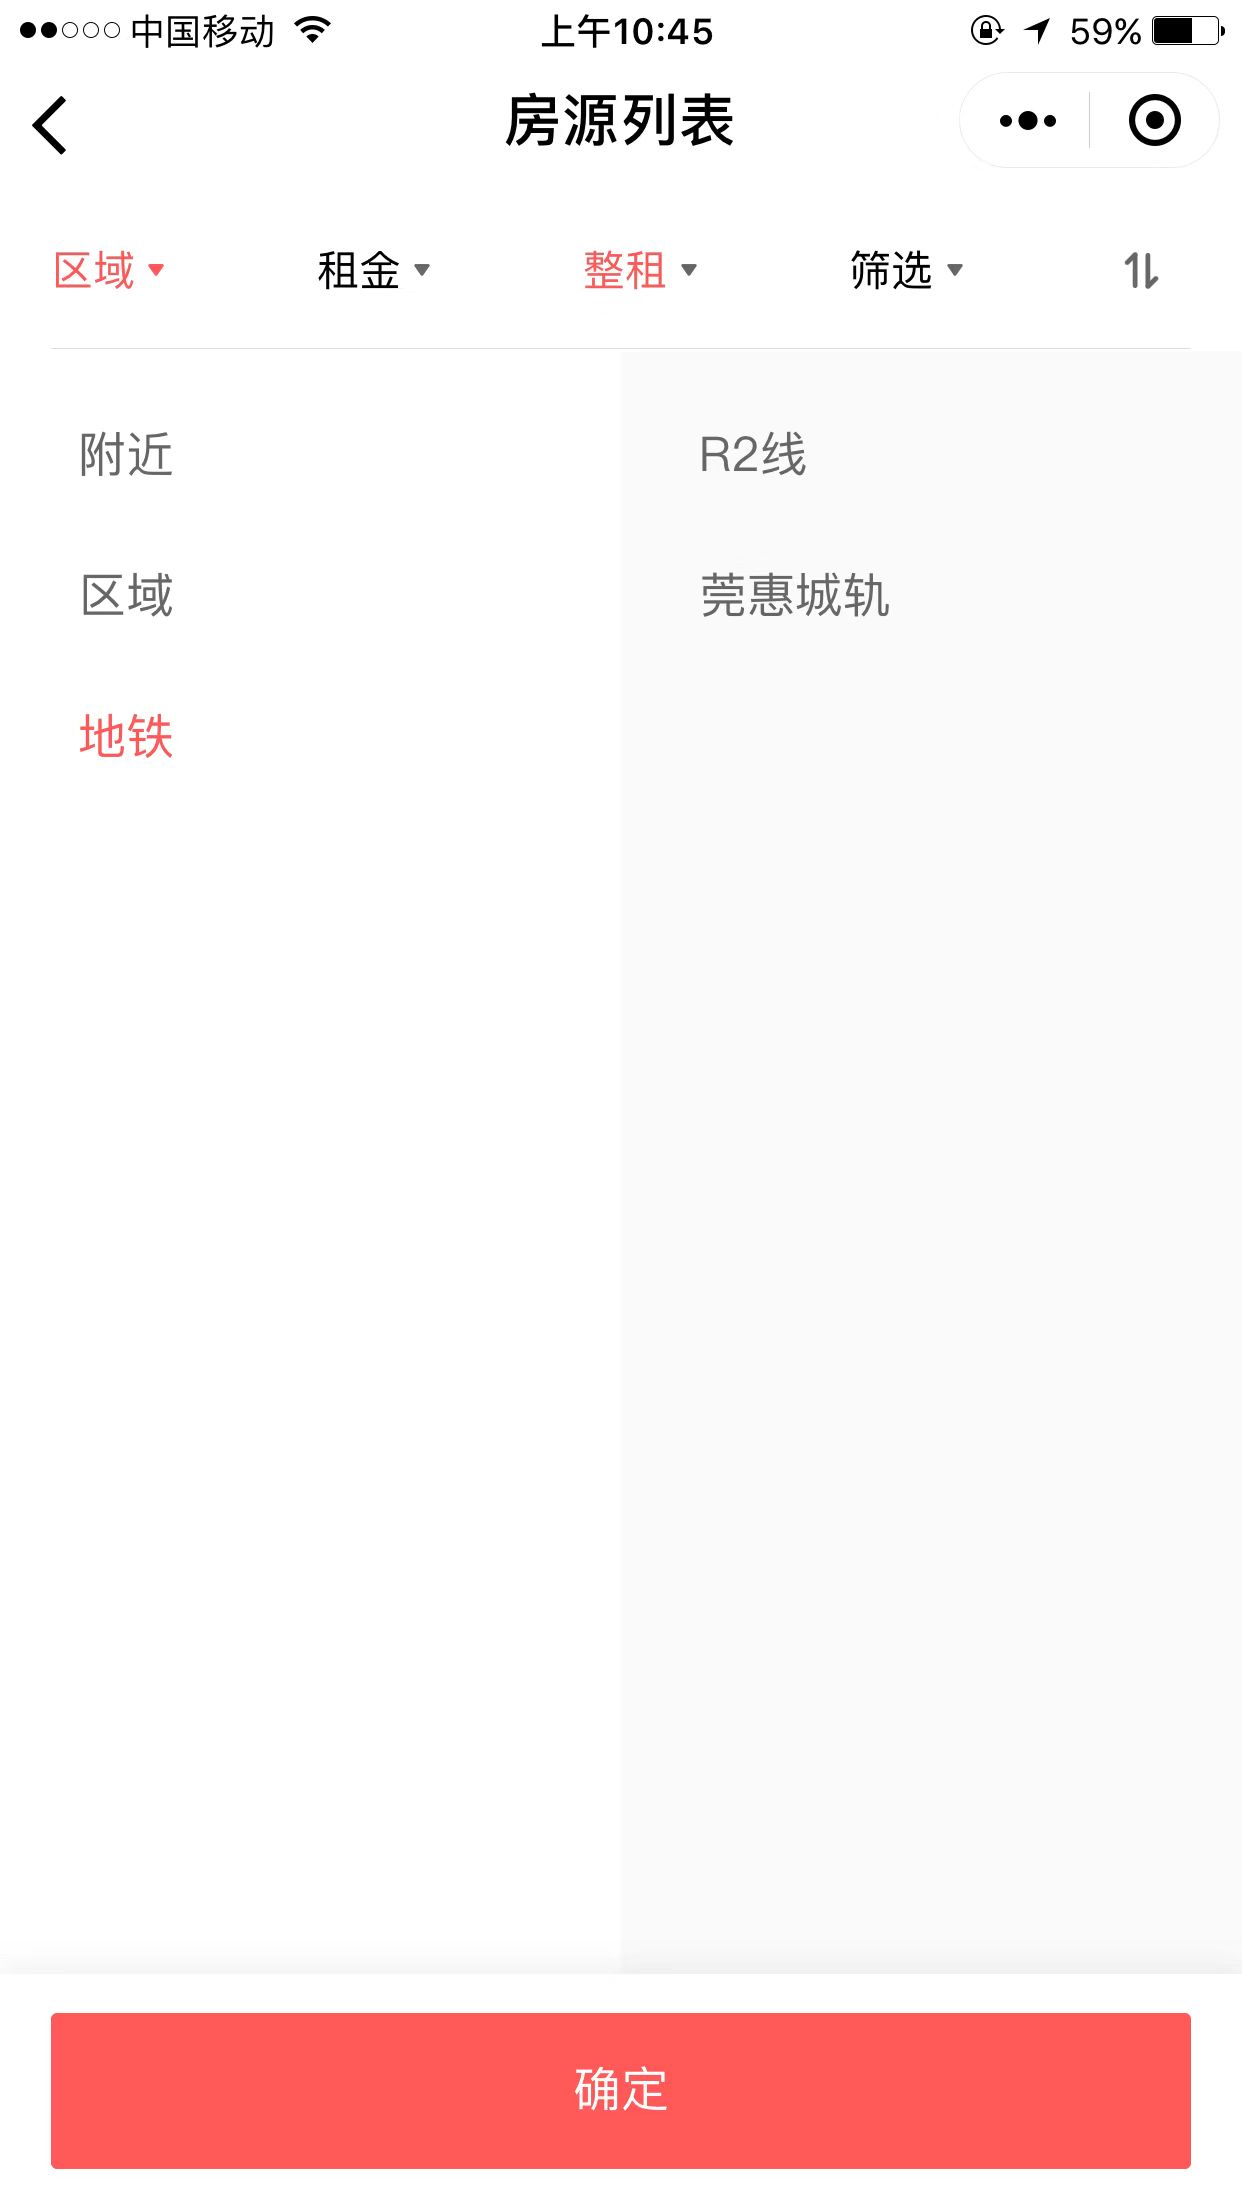 中国移动 上午10:45 59%
房源列表
区域 租金 整租 筛选
附近 R2线
区域 莞惠城轨
地铁
确定